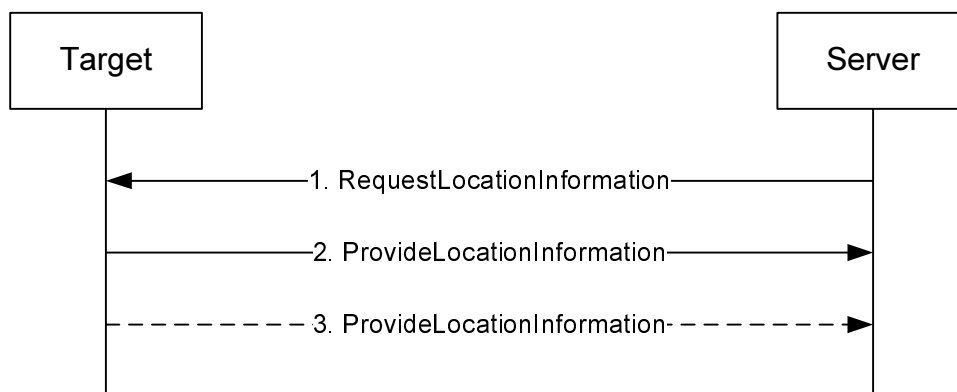 Target
Server
1. RequestLocationInformation
2. ProvideLocationInformation
3. ProvideLocationInformation